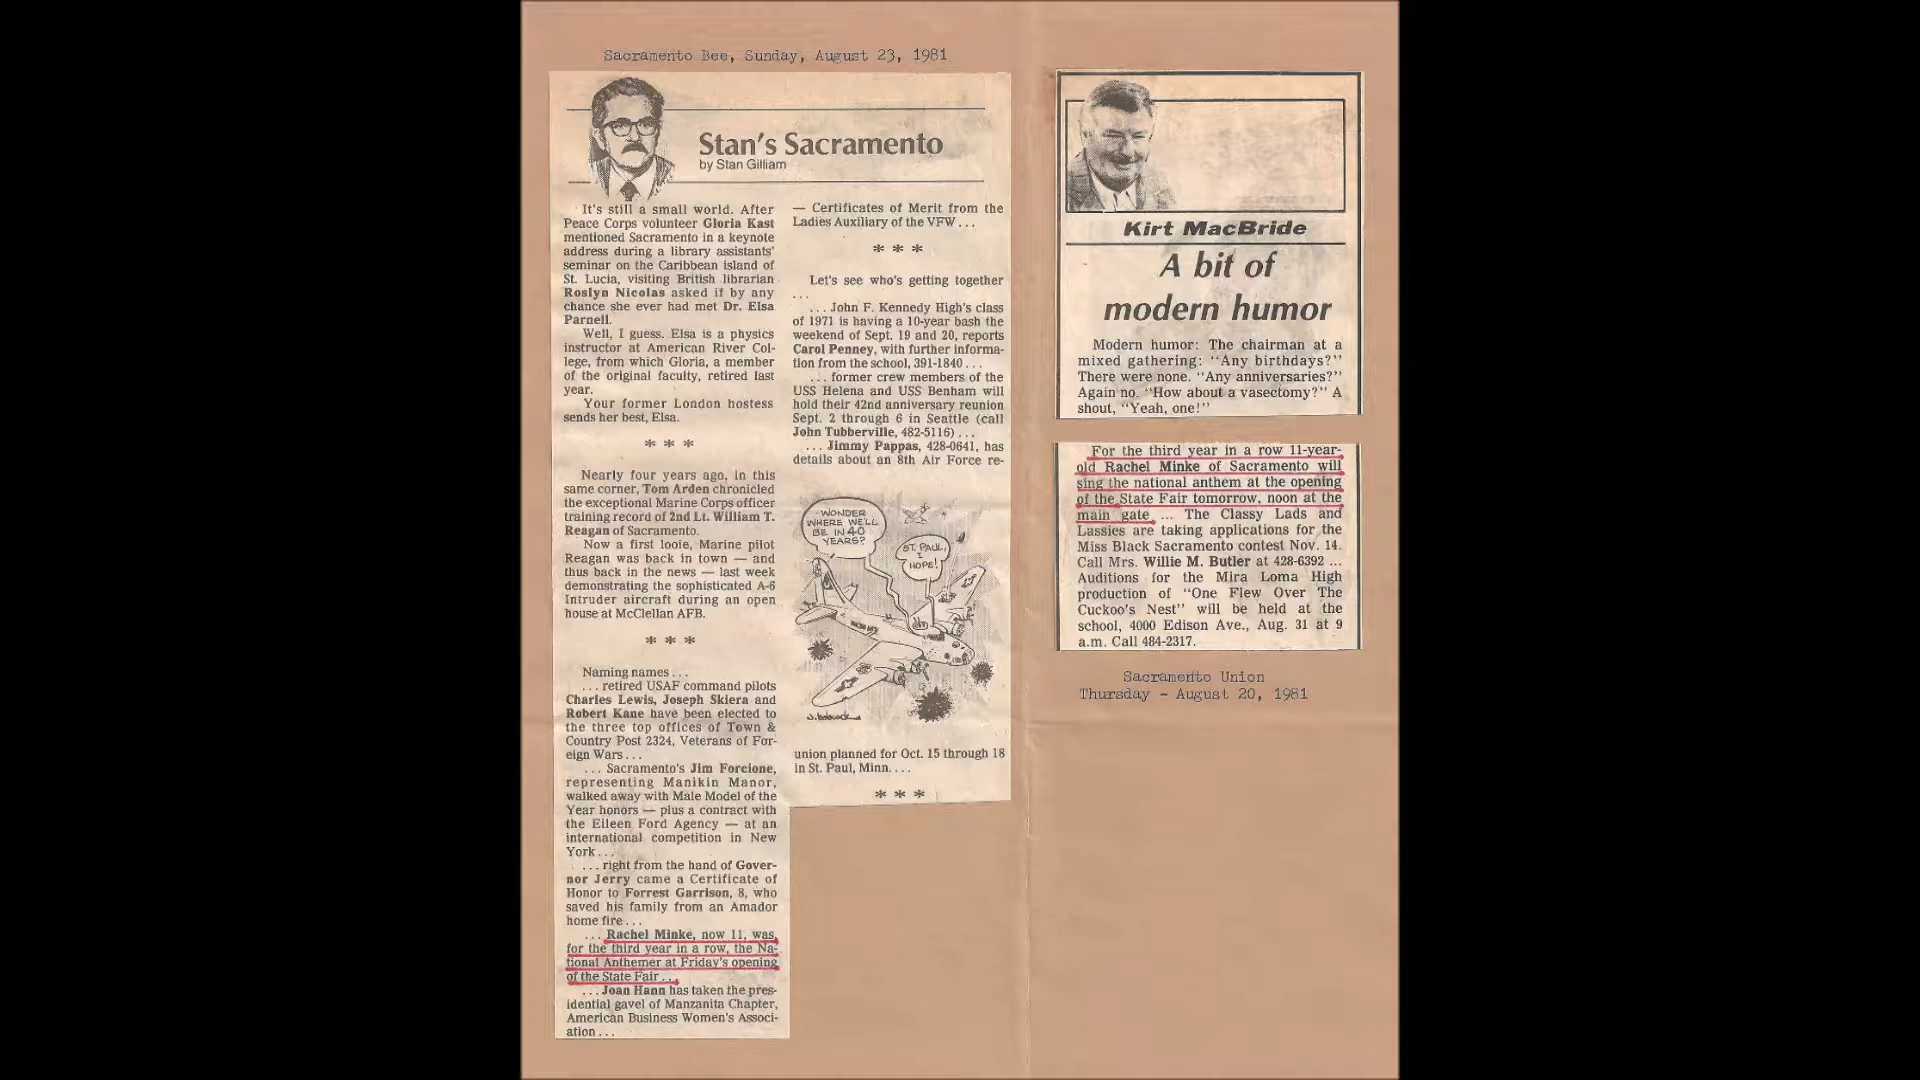 Sacramento Bee, Sunday, August 23, 1981
Stan's Sacramento
by Stan Gilliam
It's still a small world. After
Peace Corps volunteer Gloria Kast
mentioned Sacramento in a keynote
address during a library assistants'
seminar on the Caribbean island of
St. Lucia, visiting British librarian
Roslyn Nicolas asked if by any
chance she ever had met Dr. Elsa
Parnell.
Well, I guess. Elsa is a physics
instructor at American River Col-
lege, from which Gloria, a member
of the original faculty, retired last
year.
Your former London hostess
sends her best, Elsa.
* * *
Nearly four years ago, in this
same corner, Tom Arden chronicled
the exceptional Marine Corps officer
training record of 2nd Lt. William T.
Reagan of Sacramento.
Now a first looie, Marine pilot
Reagan was back in town — and
thus back in the news — last week
demonstrating the sophisticated A-6
Intruder aircraft during an open
house at McClellan AFB.
* * *
Naming names . . .
. . . retired USAF command pilots
Charles Lewis, Joseph Skiera and
Robert Kane have been elected to
the three top offices of Town &
Country Post 2324, Veterans of For-
eign Wars . . .
. . . Sacramento's Jim Forcione,
representing Manikin Manor,
walked away with Male Model of the
Year honors — plus a contract with
the Eileen Ford Agency — at an
international competition in New
York . . .
. . . right from the hand of Gover-
nor Jerry came a Certificate of
Honor to Forrest Garrison, 8, who
saved his family from an Amador
home fire . . .
. . . Rachel Minke, now 11, was,
for the third year in a row, the Na-
tional Anthemer at Friday's opening
of the State Fair . . .
. . . Joan Hann has taken the pres-
idential gavel of Manzanita Chapter,
American Business Women's Associ-
ation . . .
— Certificates of Merit from the
Ladies Auxiliary of the VFW . . .
* * *
Let's see who's getting together
. . .
. . . John F. Kennedy High's class
of 1971 is having a 10-year bash the
weekend of Sept. 19 and 20, reports
Carol Penney, with further informa-
tion from the school, 391-1840 . . .
. . . former crew members of the
USS Helena and USS Benham will
hold their 42nd anniversary reunion
Sept. 2 through 6 in Seattle (call
John Tubberville, 482-5116) . . .
. . . Jimmy Pappas, 428-0641, has
details about an 8th Air Force re-
WONDER
WHERE WE'LL
BE IN 40
YEARS?
ST. PAUL,
I
HOPE!
union planned for Oct. 15 through 18
in St. Paul, Minn. . . .
* * *
Kirt MacBride
A bit of
modern humor
Modern humor: The chairman at a
mixed gathering: "Any birthdays?"
There were none. "Any anniversaries?"
Again no. "How about a vasectomy?" A
shout, "Yeah, one!"
For the third year in a row 11-year-
old Rachel Minke of Sacramento will
sing the national anthem at the opening
of the State Fair tomorrow, noon at the
main gate ... The Classy Lads and
Lassies are taking applications for the
Miss Black Sacramento contest Nov. 14.
Call Mrs. Willie M. Butler at 428-6392 ...
Auditions for the Mira Loma High
production of "One Flew Over The
Cuckoo's Nest" will be held at the
school, 4000 Edison Ave., Aug. 31 at 9
a.m. Call 484-2317.
Sacramento Union
Thursday - August 20, 1981